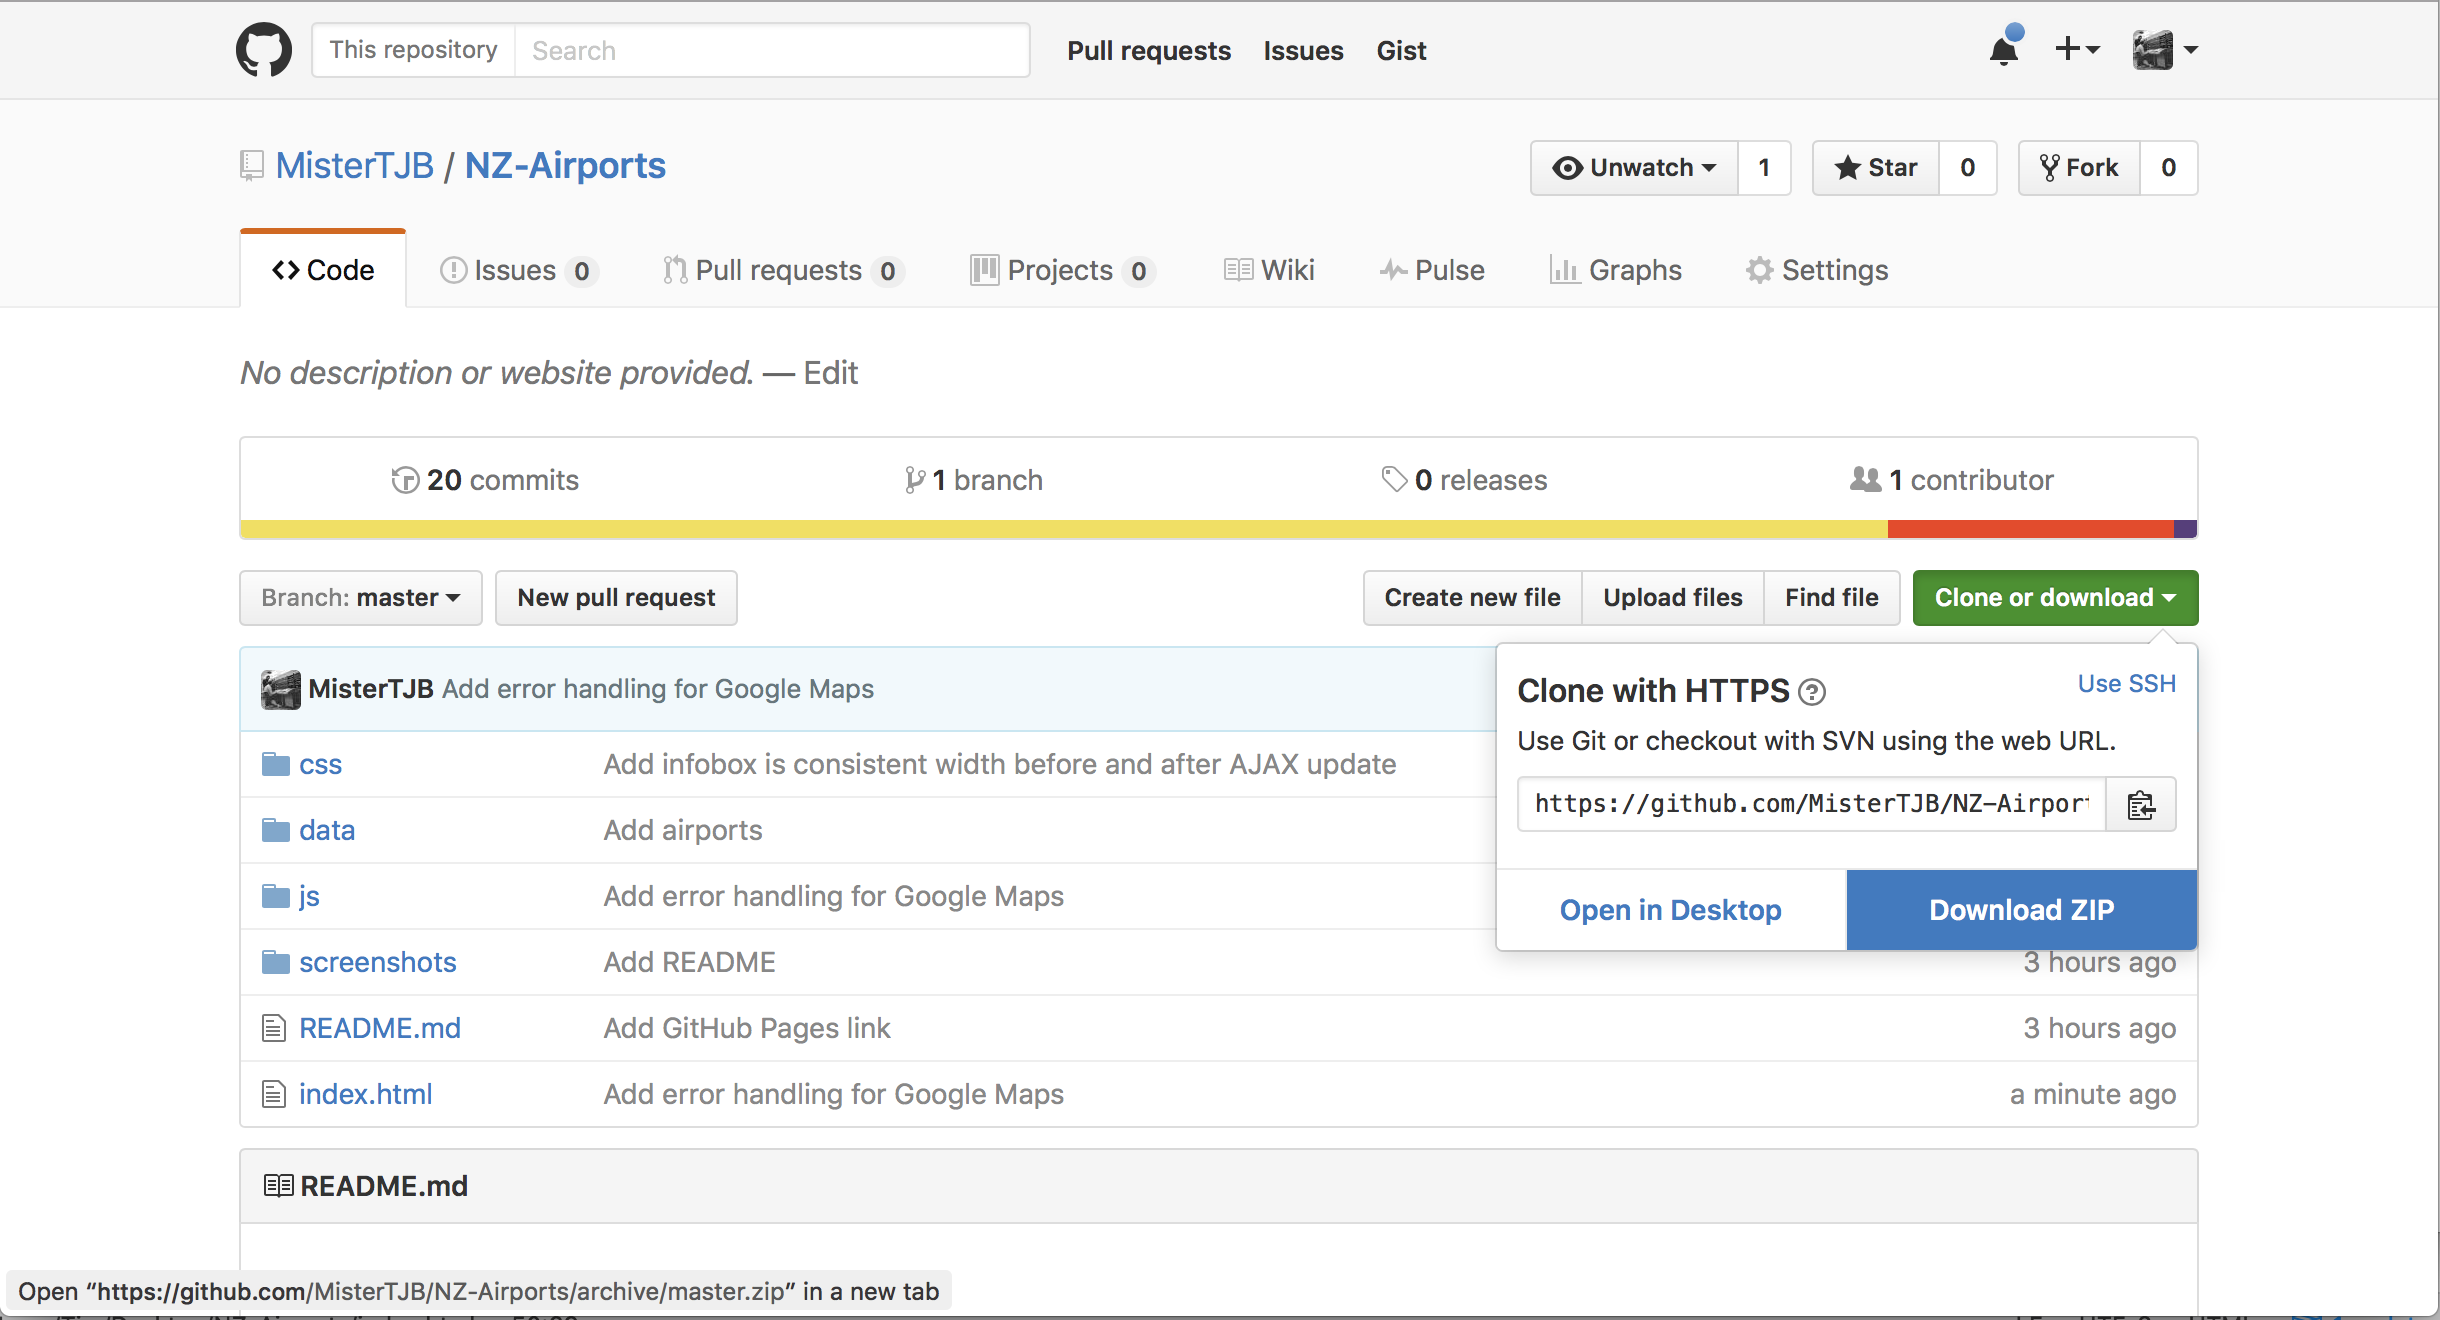 This repository Search Pull requests Issues Gist
MisterTJB / NZ-Airports Unwatch 1 Star 0 Fork 0
Code Issues 0 Pull requests 0 Projects 0 Wiki Pulse Graphs Settings
No description or website provided. — Edit
20 commits 1 branch 0 releases 1 contributor
Branch: master New pull request Create new file Upload files Find file Clone or download
MisterTJB Add error handling for Google Maps
Clone with HTTPS ? Use SSH
Use Git or checkout with SVN using the web URL.
https://github.com/MisterTJB/NZ-Airport
Open in Desktop Download ZIP
css Add infobox is consistent width before and after AJAX update
data Add airports
js Add error handling for Google Maps
screenshots Add README 3 hours ago
README.md Add GitHub Pages link 3 hours ago
index.html Add error handling for Google Maps a minute ago
README.md
Open “https://github.com/MisterTJB/NZ-Airports/archive/master.zip” in a new tab